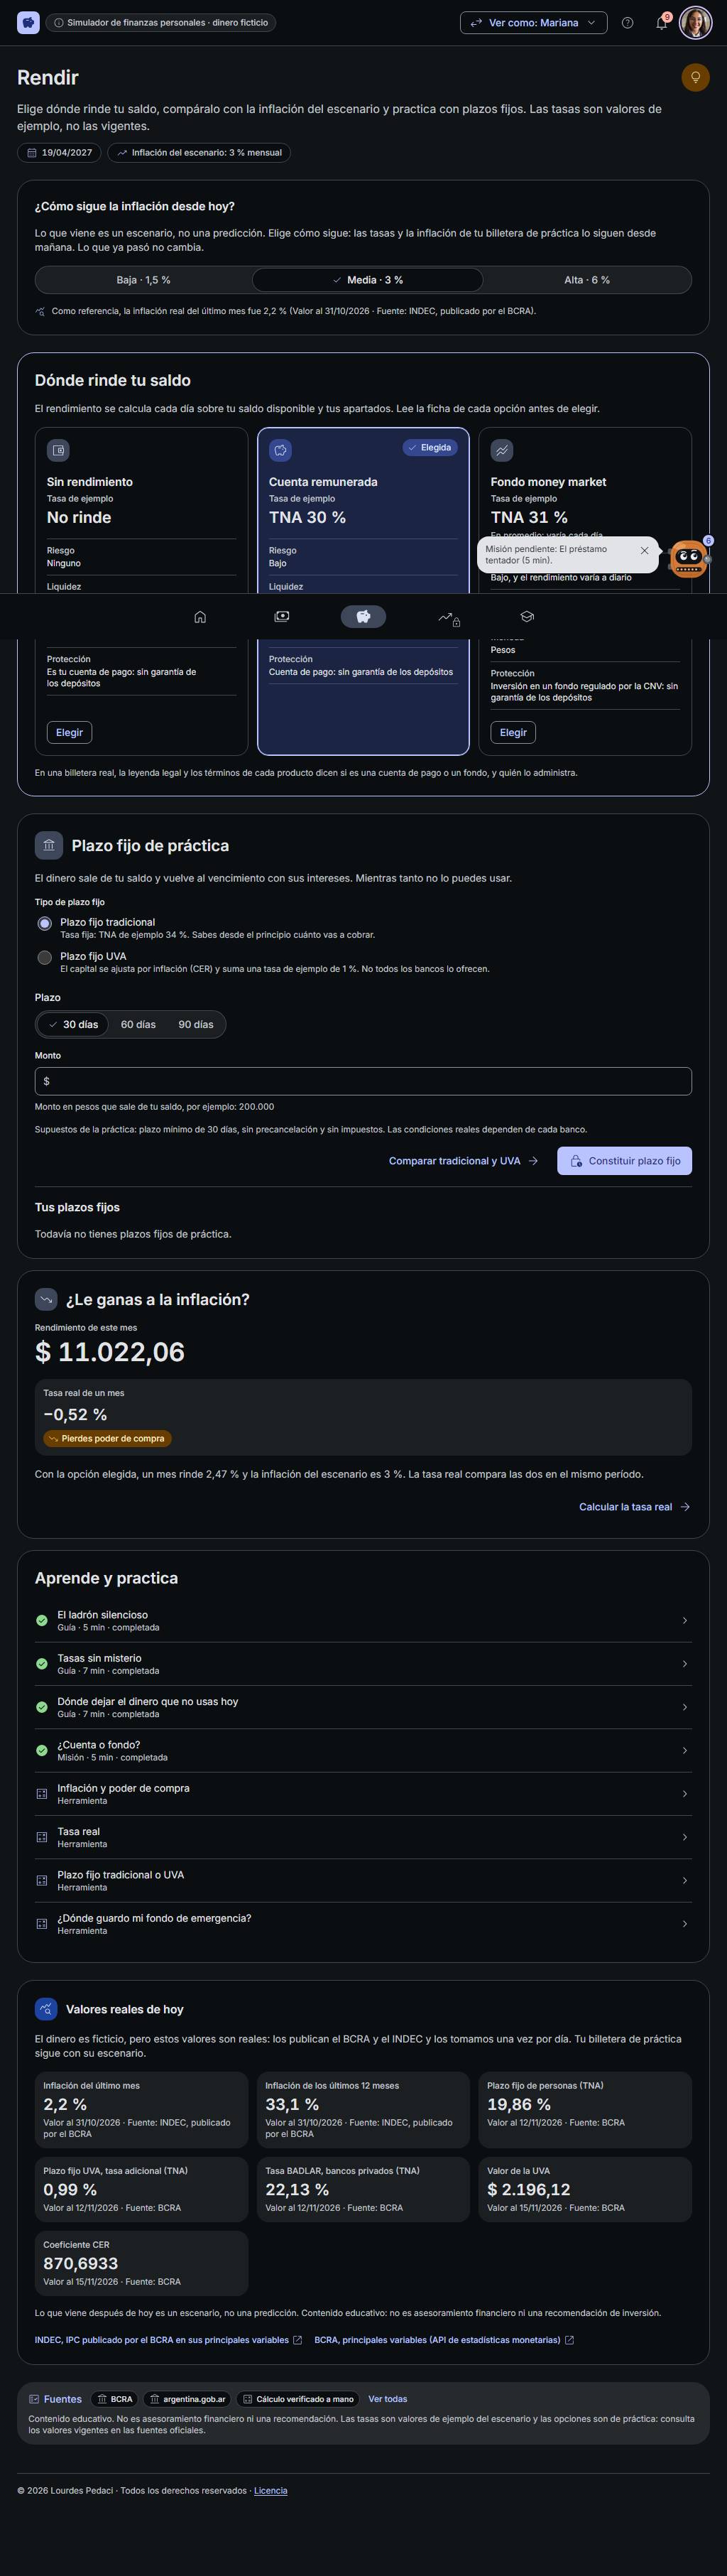 Simulador de finanzas personales · dinero ficticio
Ver como: Mariana
9
Rendir
Elige dónde rinde tu saldo, compáralo con la inflación del escenario y practica con plazos fijos. Las tasas son valores de
ejemplo, no las vigentes.
19/04/2027
Inflación del escenario: 3 % mensual
¿Cómo sigue la inflación desde hoy?
Lo que viene es un escenario, no una predicción. Elige cómo sigue: las tasas y la inflación de tu billetera de práctica lo siguen desde
mañana. Lo que ya pasó no cambia.
Baja · 1,5 %
Media · 3 %
Alta · 6 %
Como referencia, la inflación real del último mes fue 2,2 % (Valor al 31/10/2026 · Fuente: INDEC, publicado por el BCRA).
Dónde rinde tu saldo
El rendimiento se calcula cada día sobre tu saldo disponible y tus apartados. Lee la ficha de cada opción antes de elegir.
Sin rendimiento
Tasa de ejemplo
No rinde
Riesgo
Ninguno
Liquidez
Protección
Es tu cuenta de pago: sin garantía de
los depósitos
Elegir
Elegida
Cuenta remunerada
Tasa de ejemplo
TNA 30 %
Riesgo
Bajo
Liquidez
Protección
Cuenta de pago: sin garantía de los depósitos
Fondo money market
Tasa de ejemplo
TNA 31 %
En promedio: varía cada día
Misión pendiente: El préstamo
tentador (5 min).
6
Bajo, y el rendimiento varía a diario
Moneda
Pesos
Protección
Inversión en un fondo regulado por la CNV: sin
garantía de los depósitos
Elegir
En una billetera real, la leyenda legal y los términos de cada producto dicen si es una cuenta de pago o un fondo, y quién lo administra.
Plazo fijo de práctica
El dinero sale de tu saldo y vuelve al vencimiento con sus intereses. Mientras tanto no lo puedes usar.
Tipo de plazo fijo
Plazo fijo tradicional
Tasa fija: TNA de ejemplo 34 %. Sabes desde el principio cuánto vas a cobrar.
Plazo fijo UVA
El capital se ajusta por inflación (CER) y suma una tasa de ejemplo de 1 %. No todos los bancos lo ofrecen.
Plazo
30 días
60 días
90 días
Monto
$
Monto en pesos que sale de tu saldo, por ejemplo: 200.000
Supuestos de la práctica: plazo mínimo de 30 días, sin precancelación y sin impuestos. Las condiciones reales dependen de cada banco.
Comparar tradicional y UVA
Constituir plazo fijo
Tus plazos fijos
Todavía no tienes plazos fijos de práctica.
¿Le ganas a la inflación?
Rendimiento de este mes
$ 11.022,06
Tasa real de un mes
−0,52 %
Pierdes poder de compra
Con la opción elegida, un mes rinde 2,47 % y la inflación del escenario es 3 %. La tasa real compara las dos en el mismo período.
Calcular la tasa real
Aprende y practica
El ladrón silencioso
Guía · 5 min · completada
Tasas sin misterio
Guía · 7 min · completada
Dónde dejar el dinero que no usas hoy
Guía · 7 min · completada
¿Cuenta o fondo?
Misión · 5 min · completada
Inflación y poder de compra
Herramienta
Tasa real
Herramienta
Plazo fijo tradicional o UVA
Herramienta
¿Dónde guardo mi fondo de emergencia?
Herramienta
Valores reales de hoy
El dinero es ficticio, pero estos valores son reales: los publican el BCRA y el INDEC y los tomamos una vez por día. Tu billetera de práctica
sigue con su escenario.
Inflación del último mes
2,2 %
Valor al 31/10/2026 · Fuente: INDEC, publicado
por el BCRA
Inflación de los últimos 12 meses
33,1 %
Valor al 31/10/2026 · Fuente: INDEC, publicado
por el BCRA
Plazo fijo de personas (TNA)
19,86 %
Valor al 12/11/2026 · Fuente: BCRA
Plazo fijo UVA, tasa adicional (TNA)
0,99 %
Valor al 12/11/2026 · Fuente: BCRA
Tasa BADLAR, bancos privados (TNA)
22,13 %
Valor al 12/11/2026 · Fuente: BCRA
Valor de la UVA
$ 2.196,12
Valor al 15/11/2026 · Fuente: BCRA
Coeficiente CER
870,6933
Valor al 15/11/2026 · Fuente: BCRA
Lo que viene después de hoy es un escenario, no una predicción. Contenido educativo: no es asesoramiento financiero ni una recomendación de inversión.
INDEC, IPC publicado por el BCRA en sus principales variables
BCRA, principales variables (API de estadísticas monetarias)
Fuentes
BCRA
argentina.gob.ar
Cálculo verificado a mano
Ver todas
Contenido educativo. No es asesoramiento financiero ni una recomendación. Las tasas son valores de ejemplo del escenario y las opciones son de práctica: consulta
los valores vigentes en las fuentes oficiales.
© 2026 Lourdes Pedaci · Todos los derechos reservados · Licencia